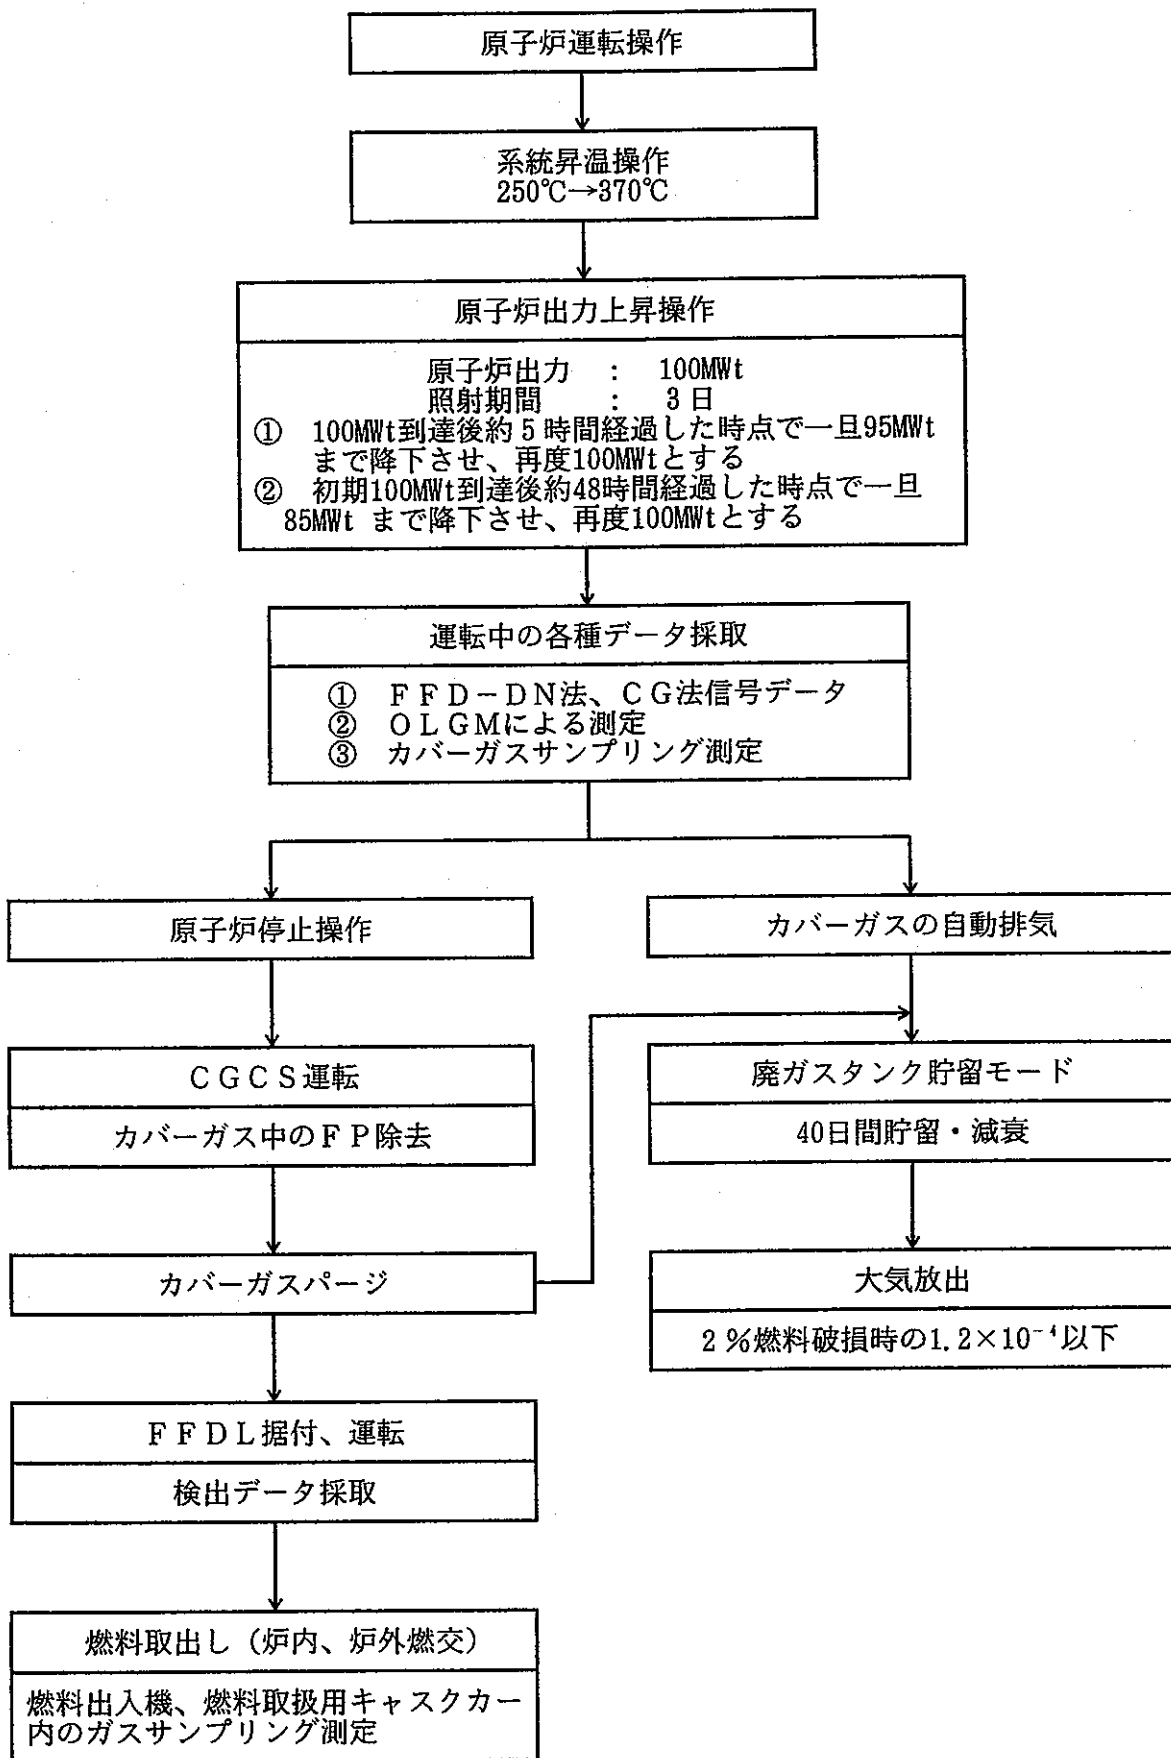 原子炉運転操作
系統昇温操作
250℃→370℃
原子炉出力上昇操作
原子炉出力 : 100MWt
照射期間 : 3日
① 100MWt到達後約5時間経過した時点で一旦95MWt
まで降下させ、再度100MWtとする
② 初期100MWt到達後約48時間経過した時点で一旦
85MWt まで降下させ、再度100MWtとする
運転中の各種データ採取
① FFD-DN法、CG法信号データ
② OLGMによる測定
③ カバーガスサンプリング測定
原子炉停止操作
カバーガスの自動排気
CGCS運転
カバーガス中のFP除去
廃ガスタンク貯留モード
40日間貯留・減衰
カバーガスパージ
大気放出
2%燃料破損時の1.2×10⁻⁴以下
FFDL据付、運転
検出データ採取
燃料取出し(炉内、炉外燃交)
燃料出入機、燃料取扱用キャスクカー
内のガスサンプリング測定